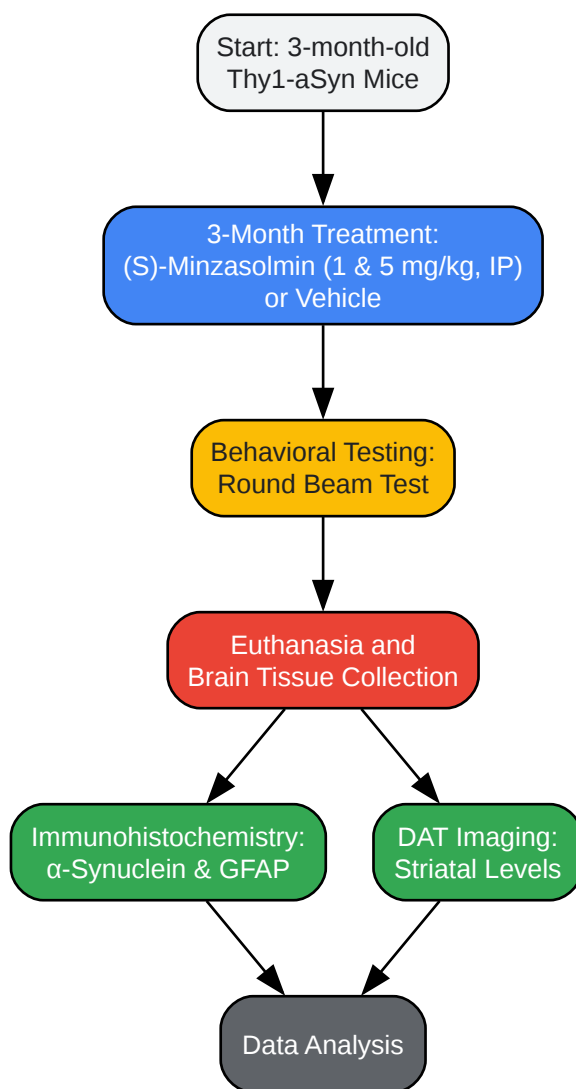 Start: 3-month-old
Thy1-aSyn Mice
3-Month Treatment:
(S)-Minzasolmin (1 & 5 mg/kg, IP)
or Vehicle
Behavioral Testing:
Round Beam Test
Euthanasia and
Brain Tissue Collection
Immunohistochemistry:
α-Synuclein & GFAP
DAT Imaging:
Striatal Levels
Data Analysis